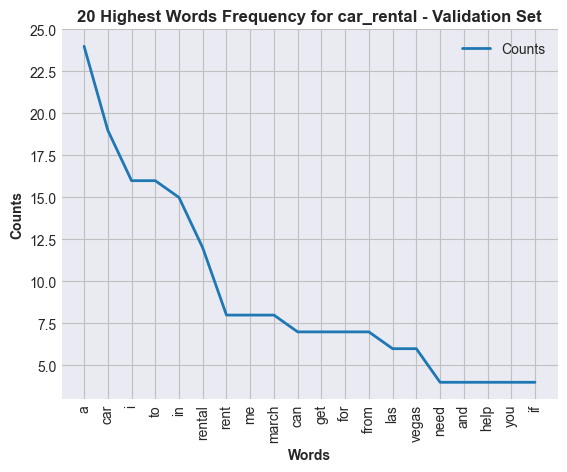 20 Highest Words Frequency for car_rental - Validation Set
Counts
25.0
22.5
20.0
17.5
15.0
12.5
10.0
7.5
5.0
Counts
a
car
i
to
in
rental
rent
me
march
can
get
for
from
las
vegas
need
and
help
you
if
Words